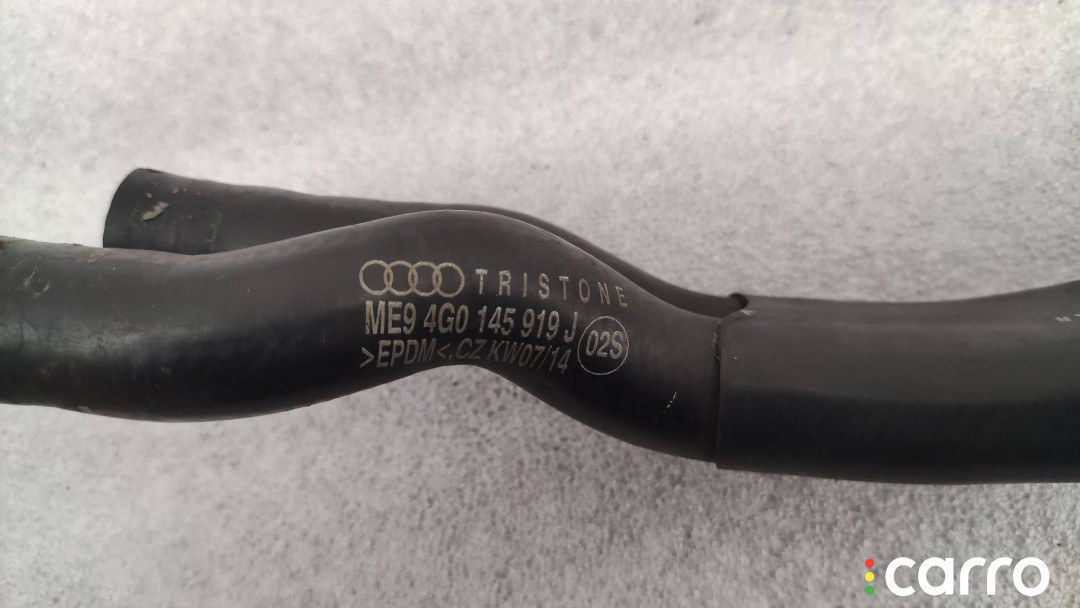 TRISTONE
ME9 4G0 145 919 J
02S
>EPDM<.CZ KW07/14
carro